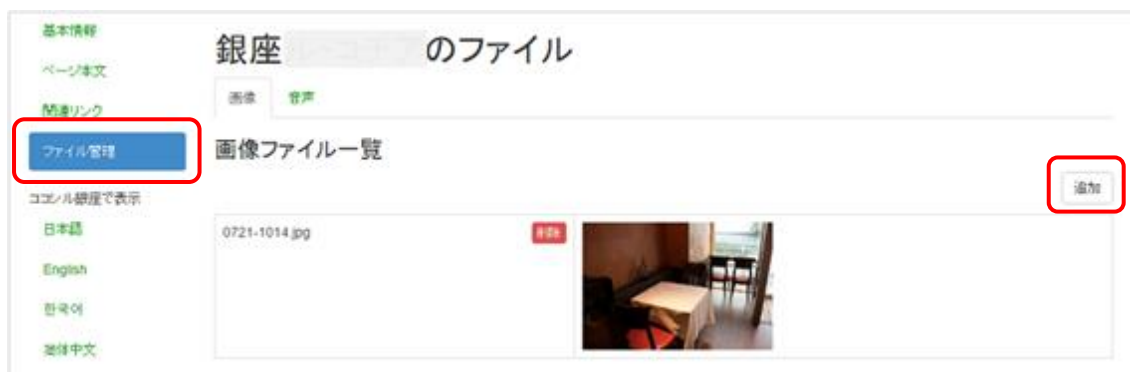 基本情報
ページ本文
関連リンク
ファイル管理
ココシル銀座で表示
日本語
English
한국어
简体中文
銀座 のファイル
画像 音声
画像ファイル一覧
追加
0721-1014.jpg 削除